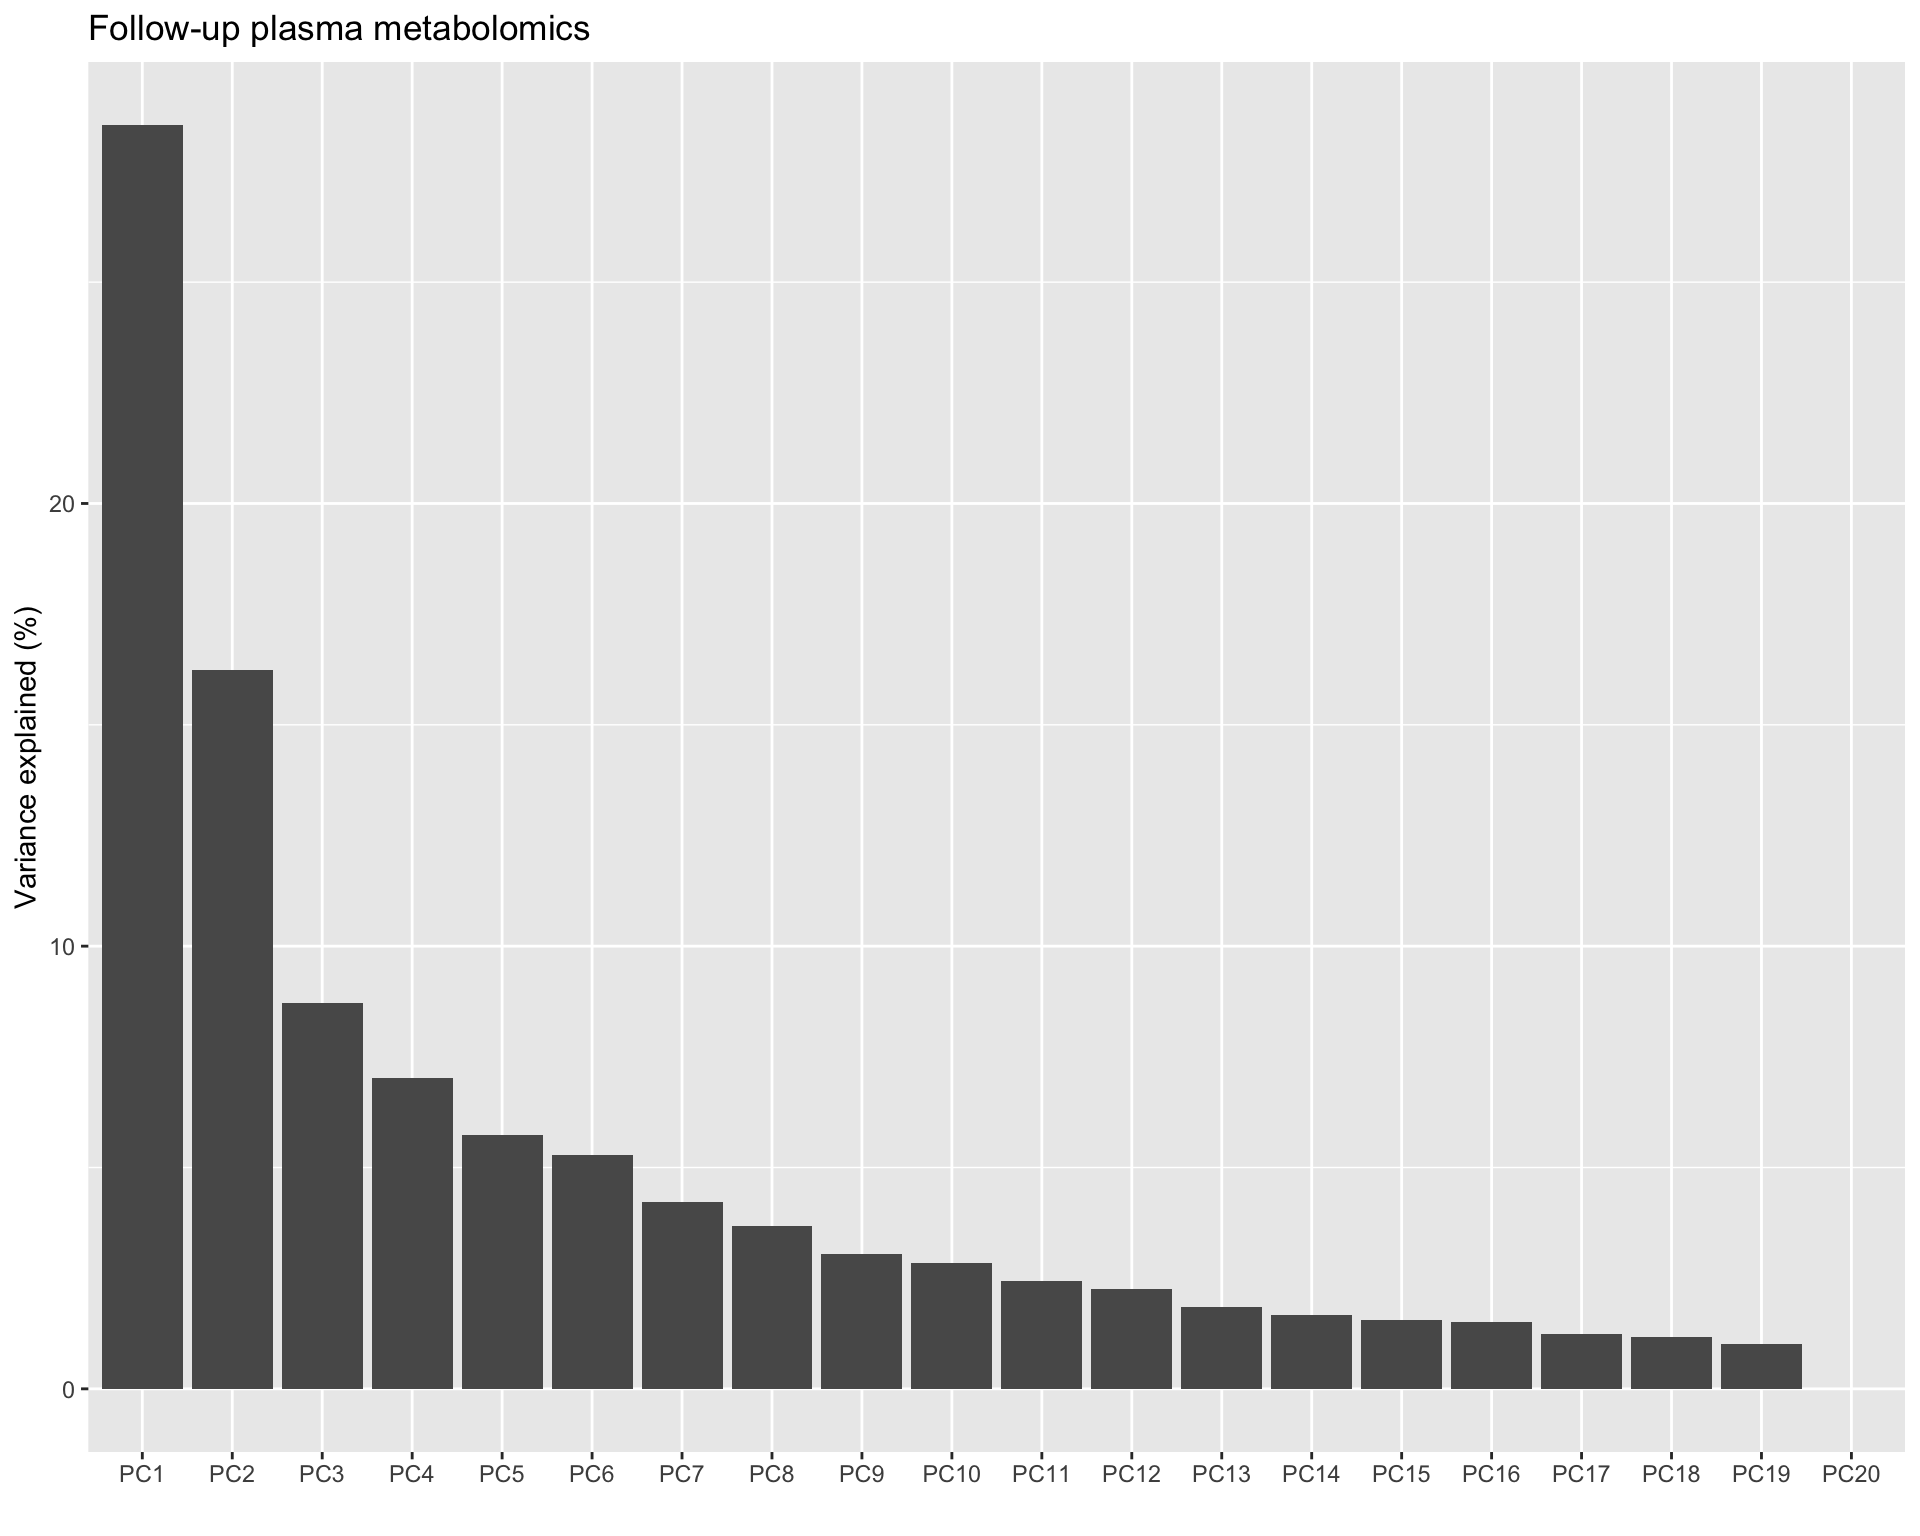 Follow-up plasma metabolomics
Variance explained (%)
20
10
0
PC1 PC2 PC3 PC4 PC5 PC6 PC7 PC8 PC9 PC10 PC11 PC12 PC13 PC14 PC15 PC16 PC17 PC18 PC19 PC20